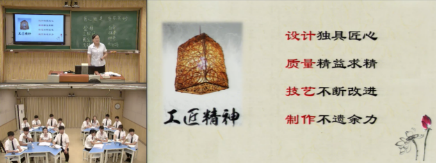 设计独具匠心
质量精益求精
技艺不断改进
制作不遗余力
工匠精神